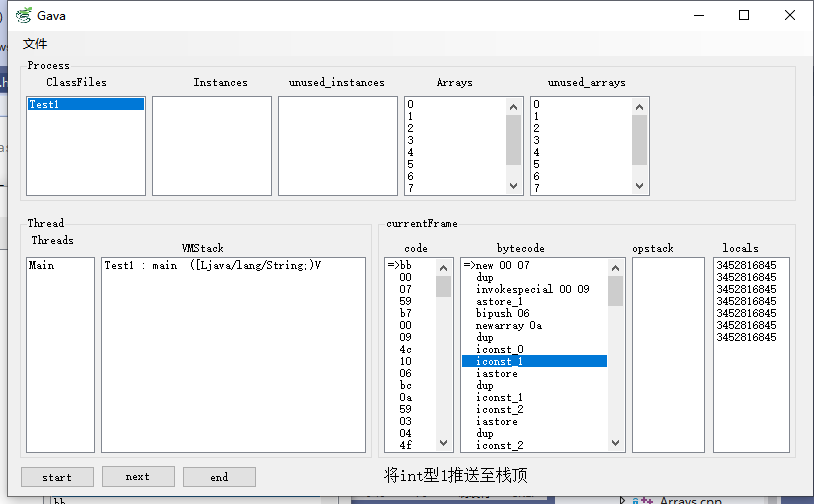 Gava
文件
Process
ClassFiles Instances unused_instances Arrays unused_arrays
Test1
0
1
2
3
4
5
6
7
0
1
2
3
4
5
6
7
Thread
Threads VMStack
Main
Test1 : main ([Ljava/lang/String;)V
currentFrame
code bytecode opstack locals
=>bb
00
07
59
b7
00
09
4c
10
06
bc
0a
59
03
04
4f
=>new 00 07
dup
invokespecial 00 09
astore_1
bipush 06
newarray 0a
dup
iconst_0
iconst_1
iastore
dup
iconst_1
iconst_2
iastore
dup
iconst_2
3452816845
3452816845
3452816845
3452816845
3452816845
3452816845
3452816845
start next end
将int型1推送至栈顶
bb
Arrays.cpp